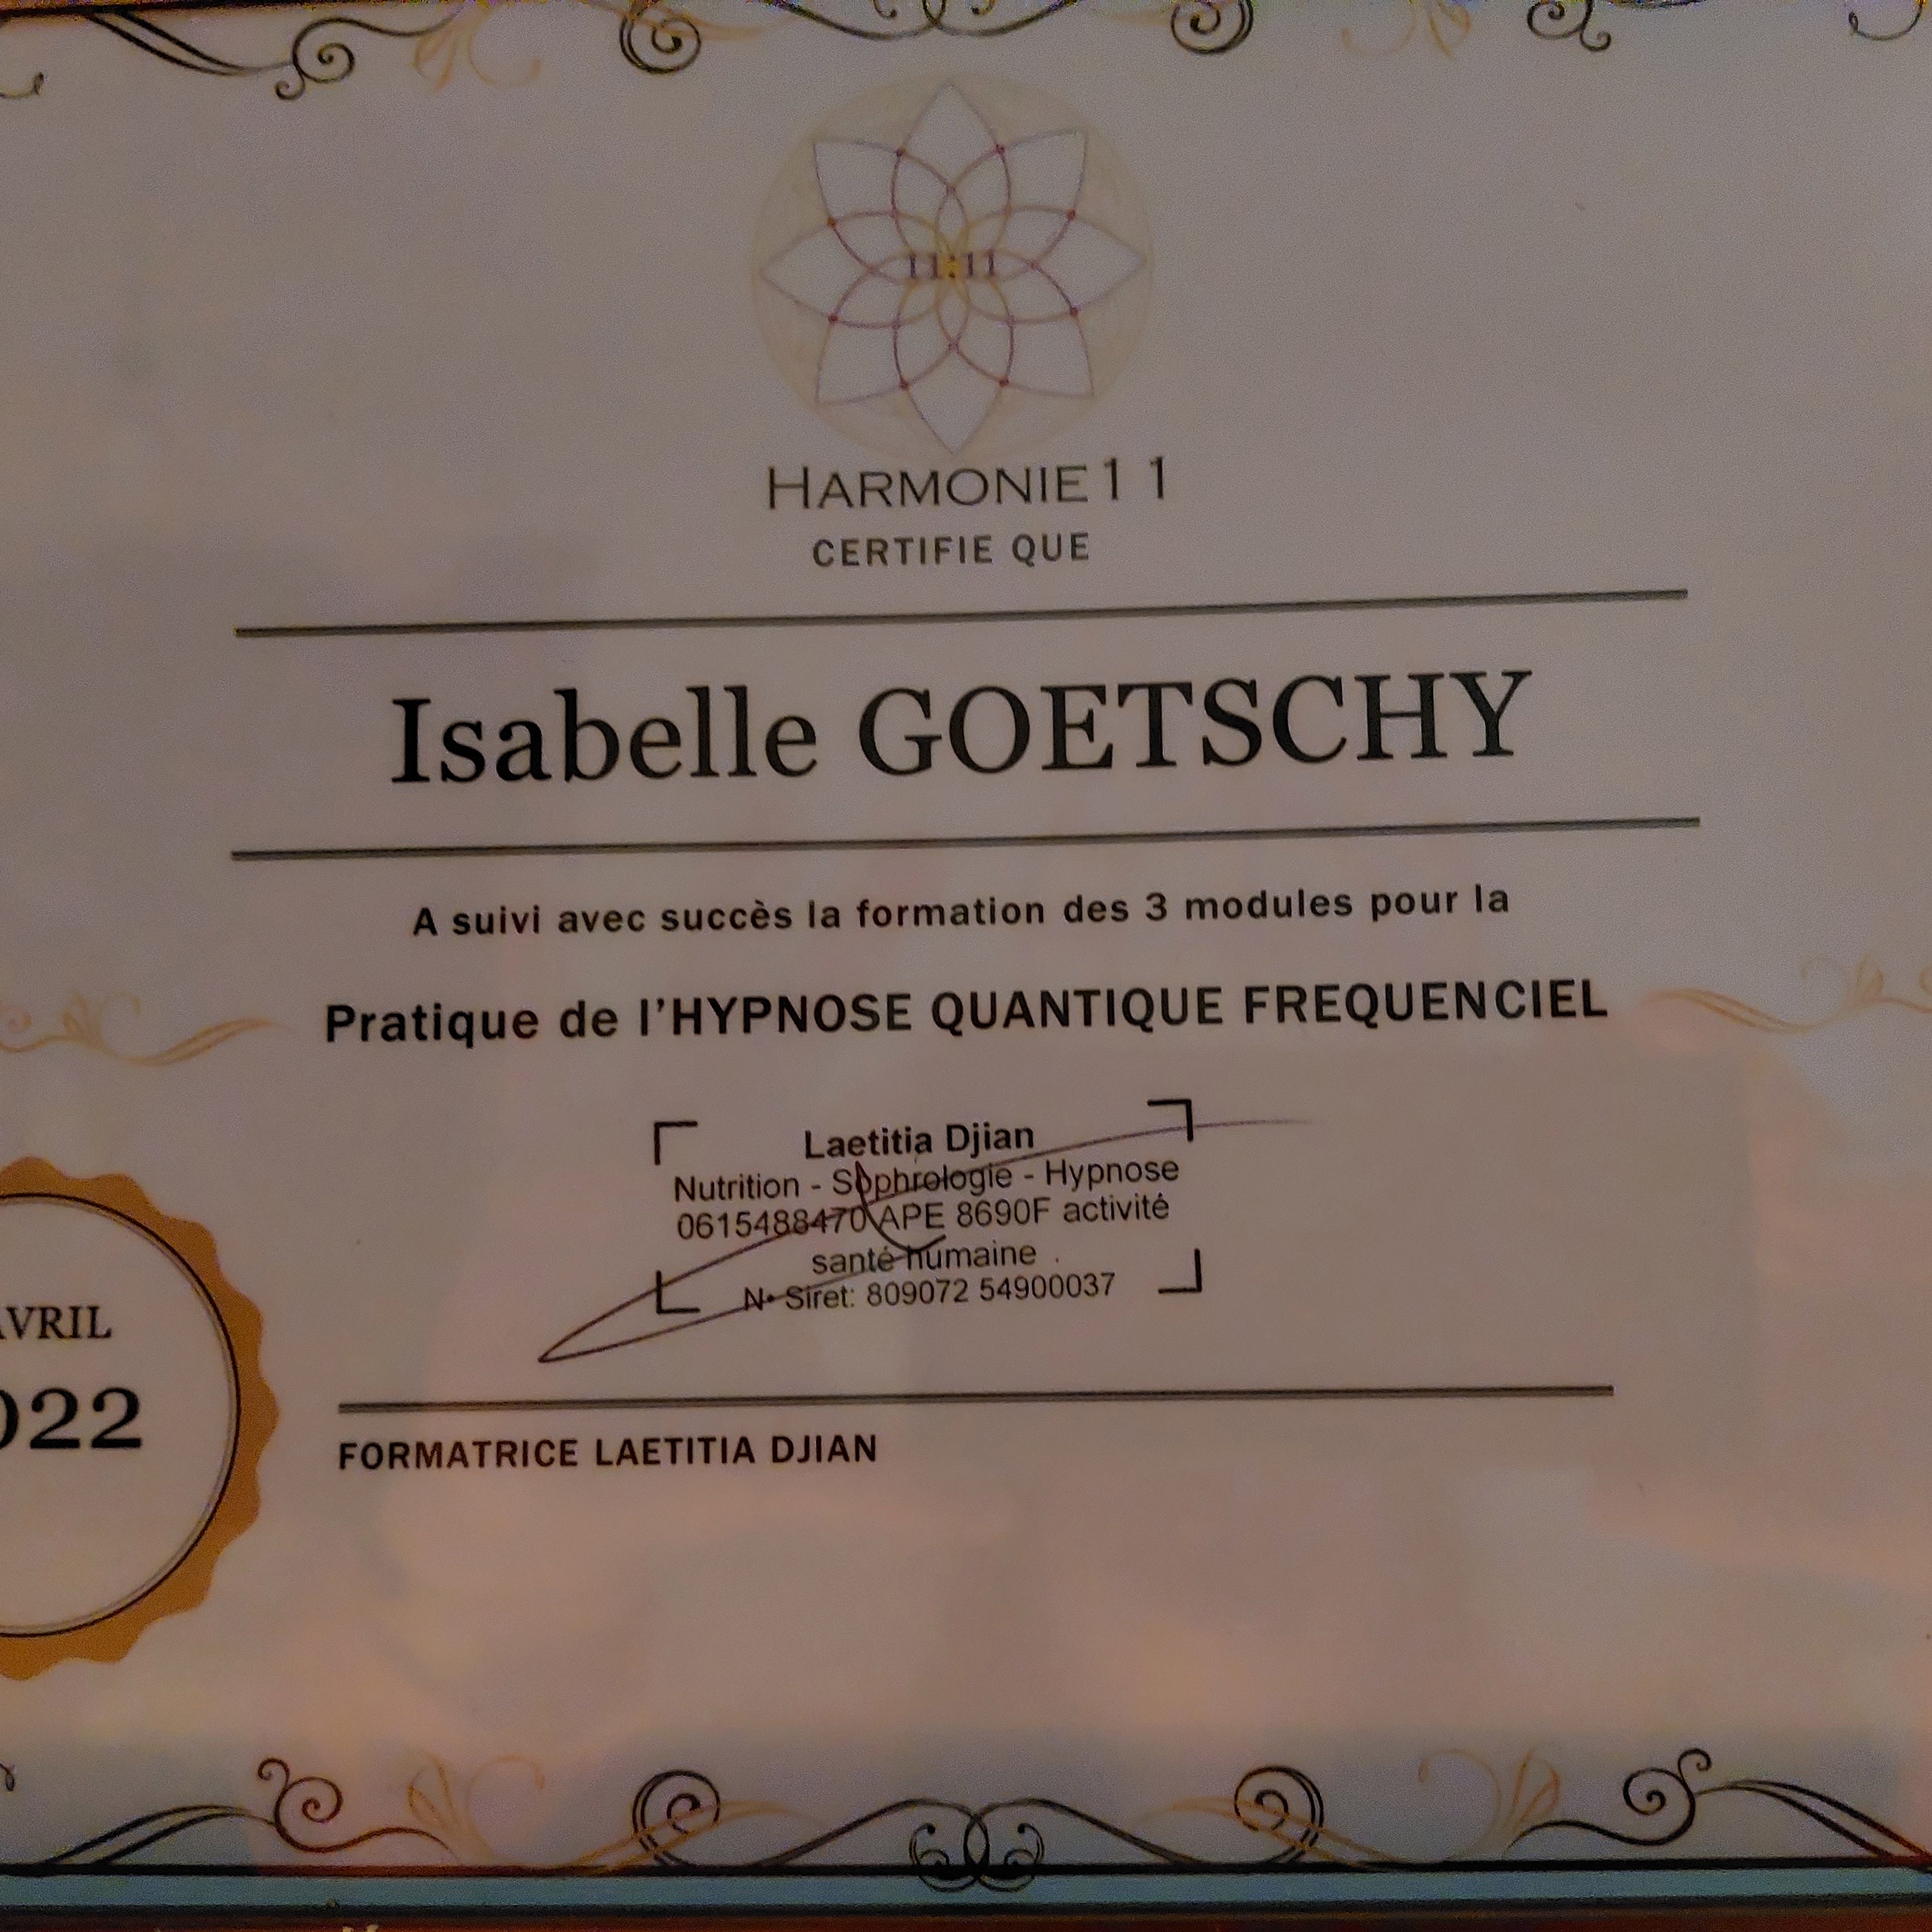 11:11
HARMONIE11
CERTIFIE QUE
Isabelle GOETSCHY
A suivi avec succès la formation des 3 modules pour la
Pratique de l'HYPNOSE QUANTIQUE FREQUENCIEL
Laetitia Djian
Nutrition - Sophrologie - Hypnose
0615488470 APE 8690F activité
santé humaine
N° Siret: 809072 54900037
VRIL
022
FORMATRICE LAETITIA DJIAN